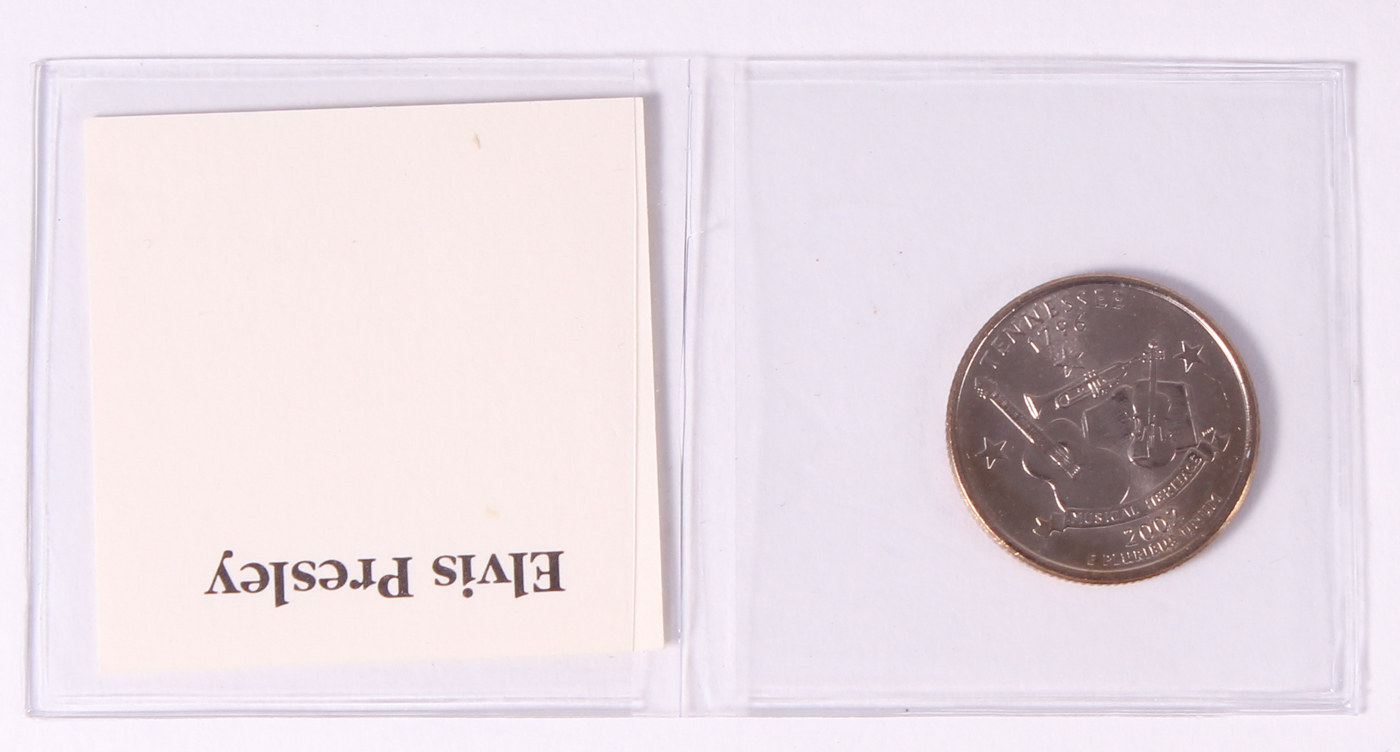 Elvis Presley
TENNESSEE
1796
MUSICAL HERITAGE
2002
E PLURIBUS UNUM